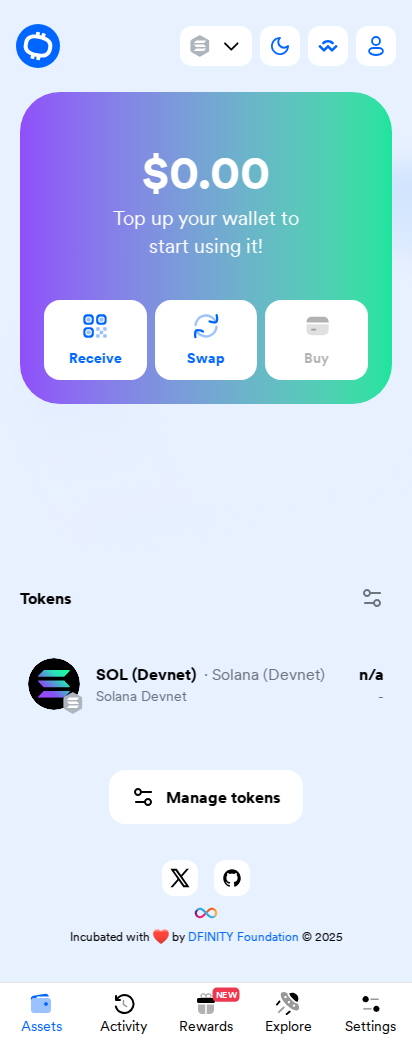 $0.00
Top up your wallet to
start using it!
Receive
Swap
Buy
Tokens
SOL (Devnet) · Solana (Devnet)
n/a
Solana Devnet
-
Manage tokens
Incubated with ❤️ by DFINITY Foundation © 2025
NEW
Assets
Activity
Rewards
Explore
Settings